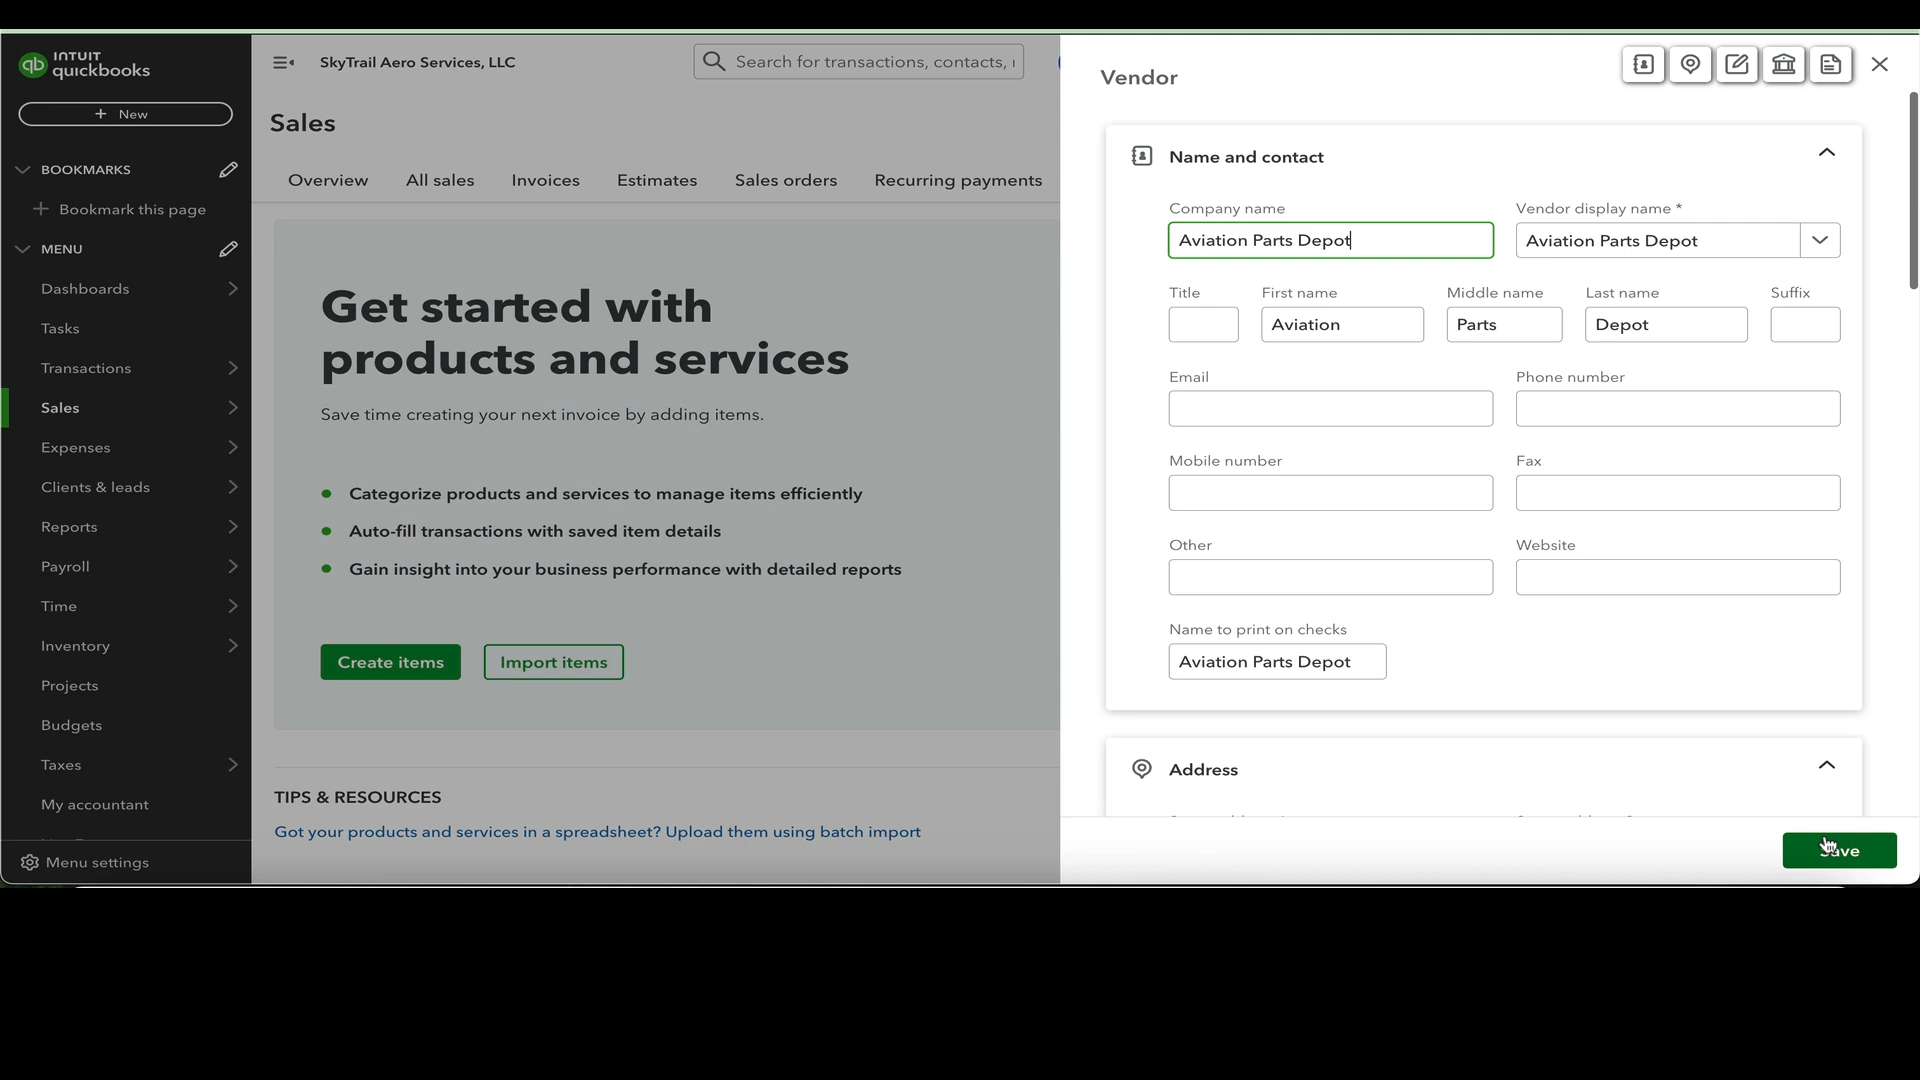 INTUIT
quickbooks
SkyTrail Aero Services, LLC
Search for transactions, contacts,
+ New
Sales
BOOKMARKS
+ Bookmark this page
MENU
Dashboards
Tasks
Transactions
Sales
Expenses
Clients & leads
Reports
Payroll
Time
Inventory
Projects
Budgets
Taxes
My accountant
Menu settings
Overview All sales Invoices Estimates Sales orders Recurring payments
Get started with
products and services
Save time creating your next invoice by adding items.
Categorize products and services to manage items efficiently
Auto-fill transactions with saved item details
Gain insight into your business performance with detailed reports
Create items Import items
TIPS & RESOURCES
Got your products and services in a spreadsheet? Upload them using batch import
Vendor
Name and contact
Company name Vendor display name *
Aviation Parts Depot Aviation Parts Depot
Title First name Middle name Last name Suffix
Aviation Parts Depot
Email Phone number
Mobile number Fax
Other Website
Name to print on checks
Aviation Parts Depot
Address